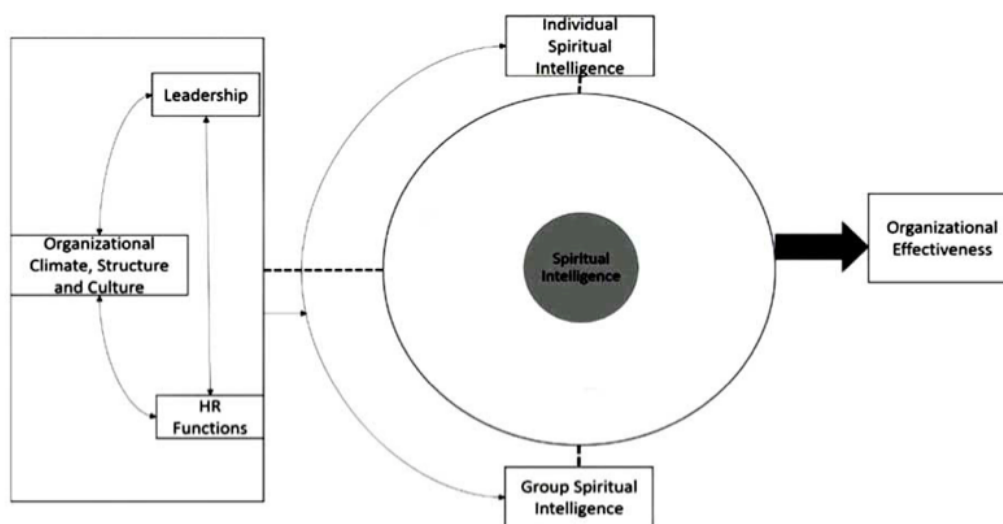 Individual
Spiritual
Intelligence
Leadership
Organizational
Climate, Structure
and Culture
Spiritual
Intelligence
Organizational
Effectiveness
HR
Functions
Group Spiritual
Intelligence